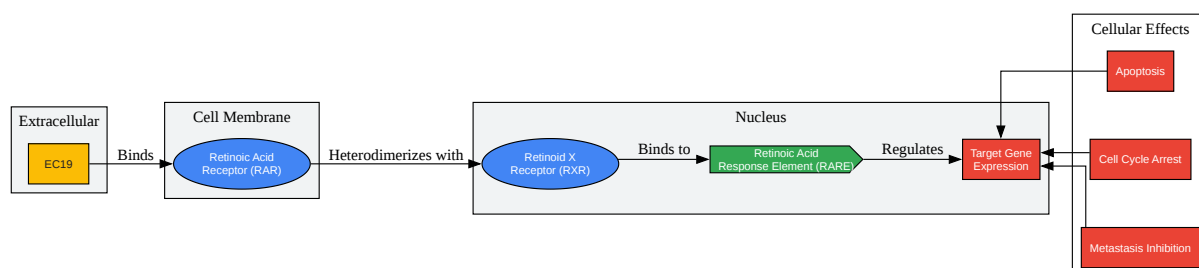 Cellular Effects
Apoptosis
Extracellular
Cell Membrane
Nucleus
EC19
Binds
Retinoic Acid
Receptor (RAR)
Heterodimerizes with
Retinoid X
Receptor (RXR)
Binds to
Retinoic Acid
Response Element (RARE)
Regulates
Target Gene
Expression
Cell Cycle Arrest
Metastasis Inhibition